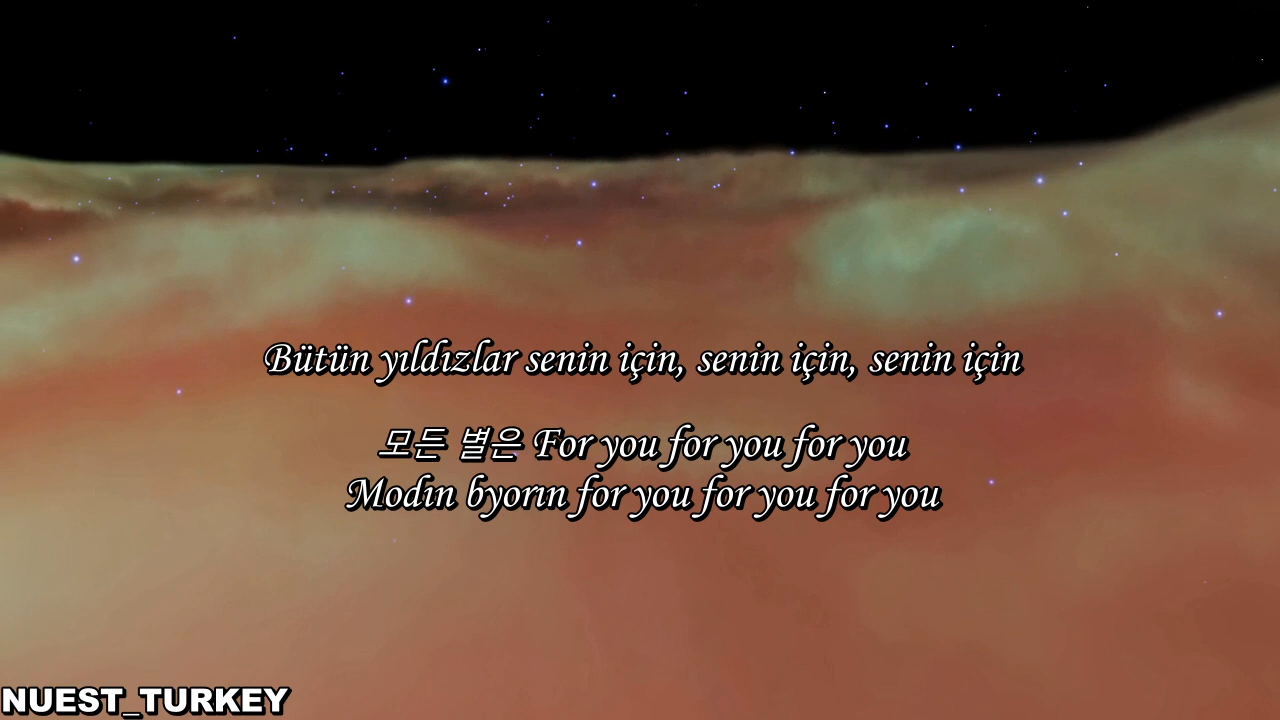 Bütün yıldızlar senin için, senin için, senin için
모든 별은 For you for you for you
Modın byorın for you for you for you
NUEST_TURKEY